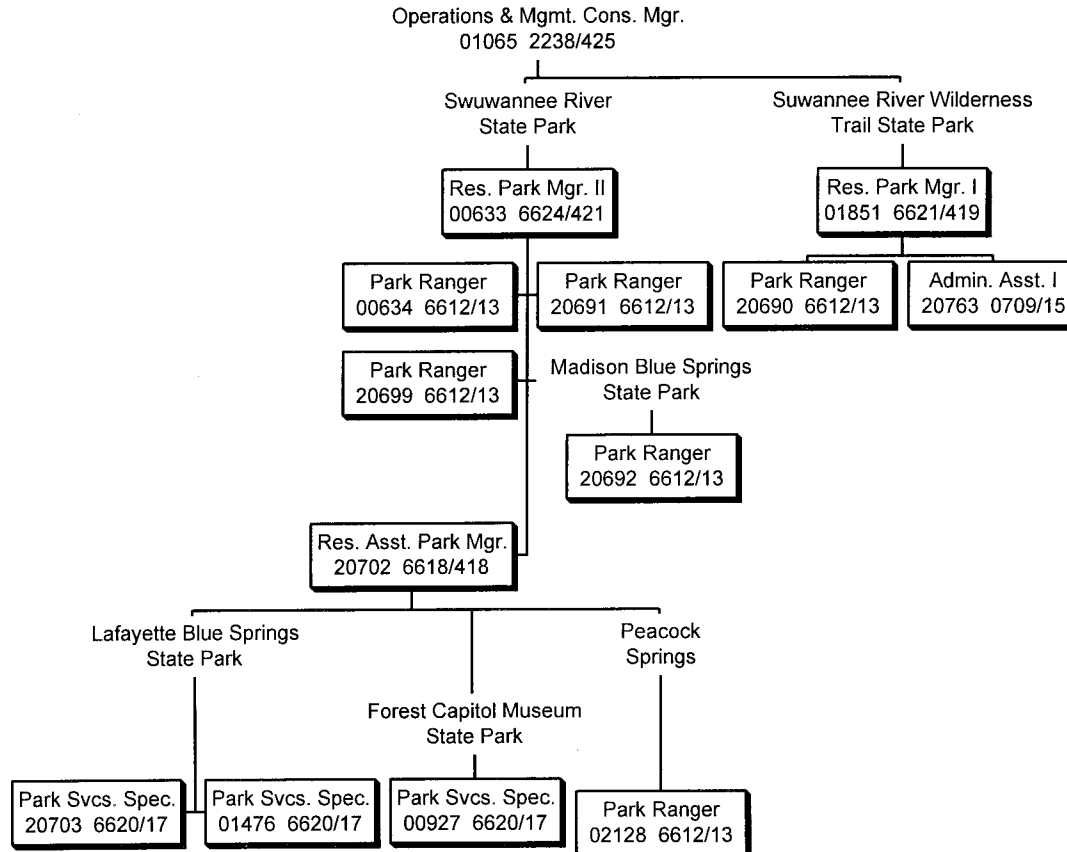 Operations & Mgmt. Cons. Mgr.
01065 2238/425
Swuwannee River
State Park
Suwannee River Wilderness
Trail State Park
Res. Park Mgr. II
00633 6624/421
Res. Park Mgr. I
01851 6621/419
Park Ranger
00634 6612/13
Park Ranger
20691 6612/13
Park Ranger
20690 6612/13
Admin. Asst. I
20763 0709/15
Park Ranger
20699 6612/13
Madison Blue Springs
State Park
Park Ranger
20692 6612/13
Res. Asst. Park Mgr.
20702 6618/418
Lafayette Blue Springs
State Park
Forest Capitol Museum
State Park
Peacock
Springs
Park Svcs. Spec.
20703 6620/17
Park Svcs. Spec.
01476 6620/17
Park Svcs. Spec.
00927 6620/17
Park Ranger
02128 6612/13